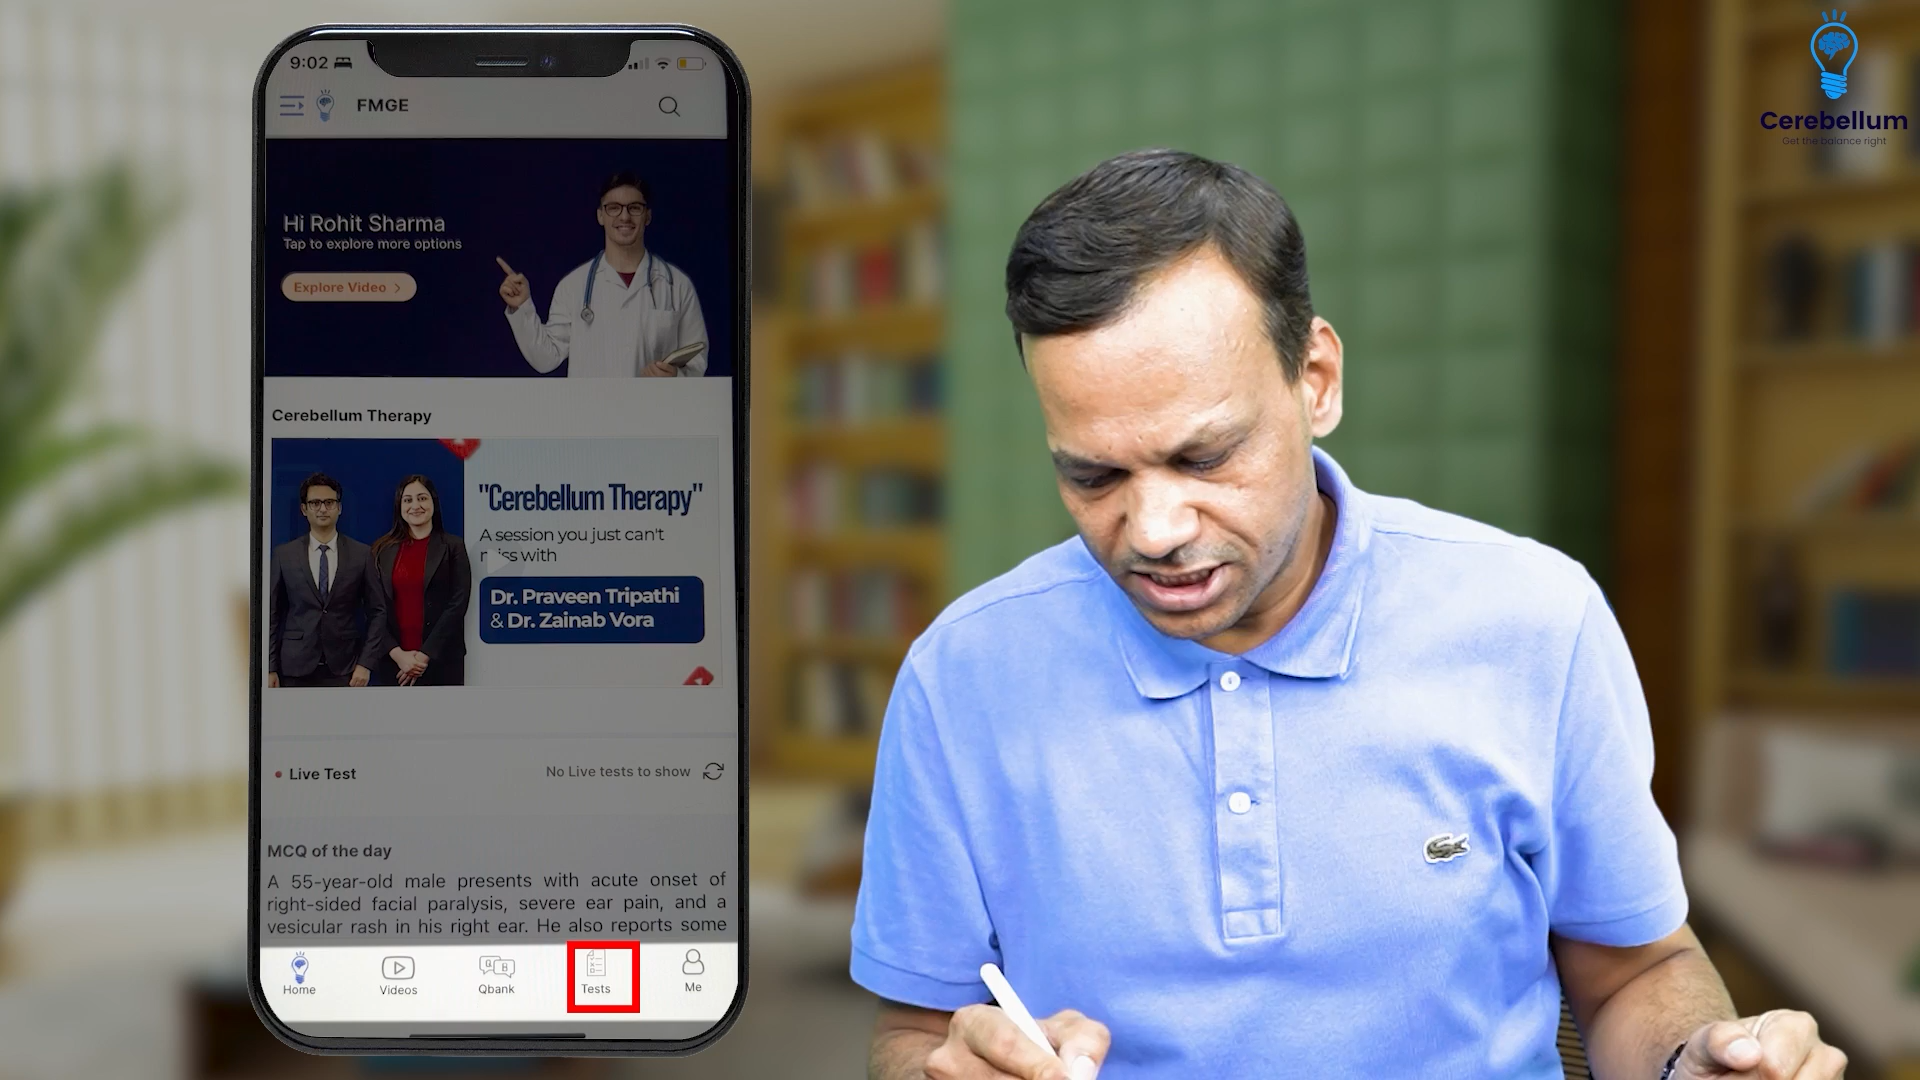 9:02
FMGE
Hi Rohit Sharma
Tap to explore more options
Explore Video >
Cerebellum Therapy
"Cerebellum Therapy"
A session you just can't
miss with
Dr. Praveen Tripathi
& Dr. Zainab Vora
Live Test
No Live tests to show
MCQ of the day
A 55-year-old male presents with acute onset of
right-sided facial paralysis, severe ear pain, and a
vesicular rash in his right ear. He also reports some
Home
Videos
Qbank
Tests
Me
Cerebellum
Get the balance right